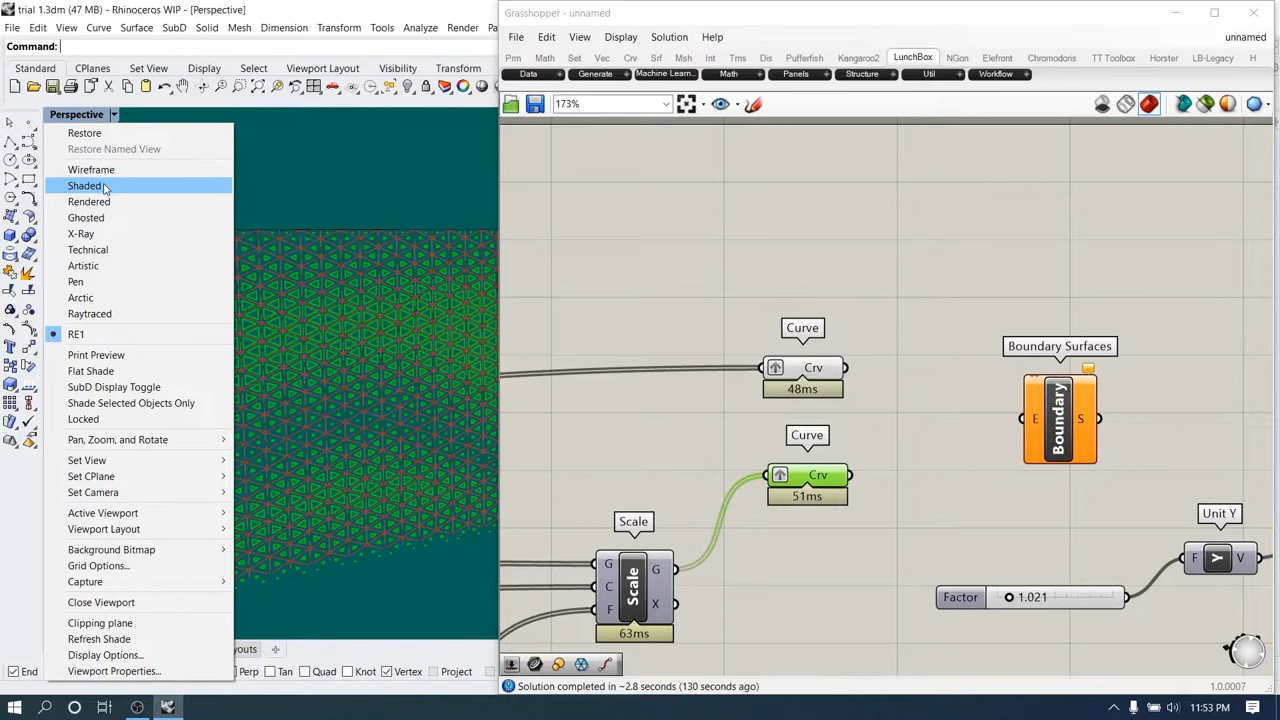 trial 1.3dm (47 MB) - Rhinoceros WIP - [Perspective]
File Edit View Curve Surface SubD Solid Mesh Dimension Transform Tools Analyze Render
Command:
Standard CPlanes Set View Display Select Viewport Layout Visibility Transform
Perspective
Restore
Restore Named View
Wireframe
Shaded
Rendered
Ghosted
X-Ray
Technical
Artistic
Pen
Arctic
Raytraced
RE1
Print Preview
Flat Shade
SubD Display Toggle
Shade Selected Objects Only
Locked
Pan, Zoom, and Rotate
Set View
Set CPlane
Set Camera
Active Viewport
Viewport Layout
Background Bitmap
Grid Options...
Capture
Close Viewport
Clipping plane
Refresh Shade
Display Options...
Viewport Properties...
youts
End
Perp Tan Quad Knot Vertex Project
Grasshopper - unnamed
File Edit View Display Solution Help
unnamed
Prm Math Set Vec Crv Srf Msh Int Trns Dis Pufferfish Kangaroo2 LunchBox NGon Elefront Chromodoris TT Toolbox Horster LB-Legacy H
Data Generate Machine Learn... Math Panels Structure Util Workflow
173%
Curve
Crv
48ms
Curve
Crv
51ms
Scale
G
C
F
Scale
G
X
63ms
Boundary Surfaces
E Boundary S
Unit Y
F Y V
Factor 1.021
Solution completed in ~2.8 seconds (130 seconds ago)
1.0.0007
11:53 PM